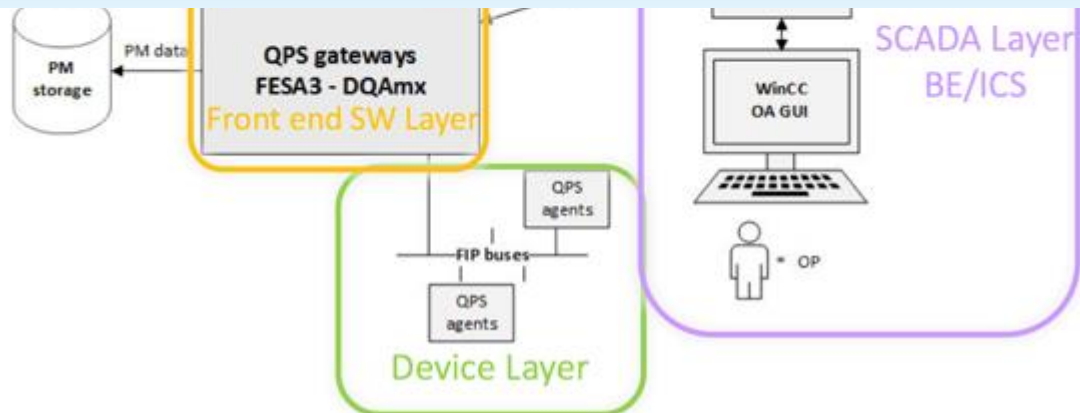 PM
storage
PM data
QPS gateways
FESA3 - DQAmx
Front end SW Layer
SCADA Layer
BE/ICS
WinCC
OA GUI
QPS
agents
FIP buses
= OP
QPS
agents
Device Layer